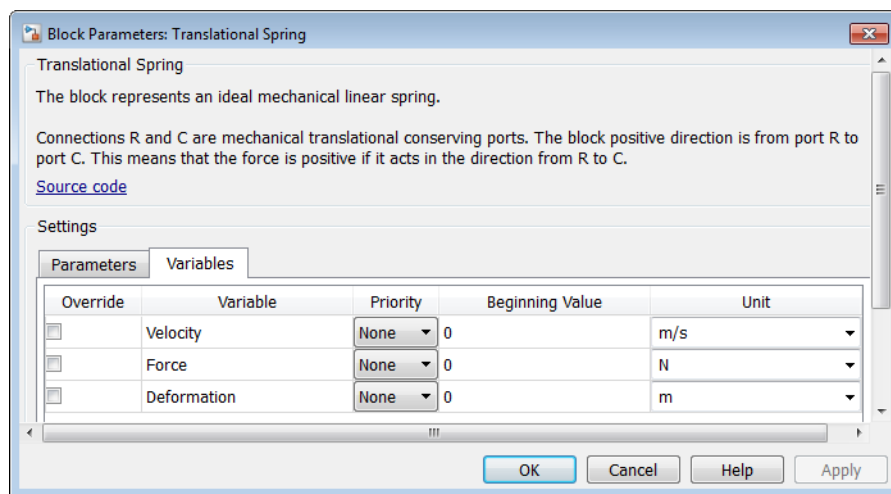 Block Parameters: Translational Spring
Translational Spring
The block represents an ideal mechanical linear spring.
Connections R and C are mechanical translational conserving ports. The block positive direction is from port R to
port C. This means that the force is positive if it acts in the direction from R to C.
Source code
Settings
Parameters Variables
Override Variable Priority Beginning Value Unit
Velocity None 0 m/s
Force None 0 N
Deformation None 0 m
OK Cancel Help Apply